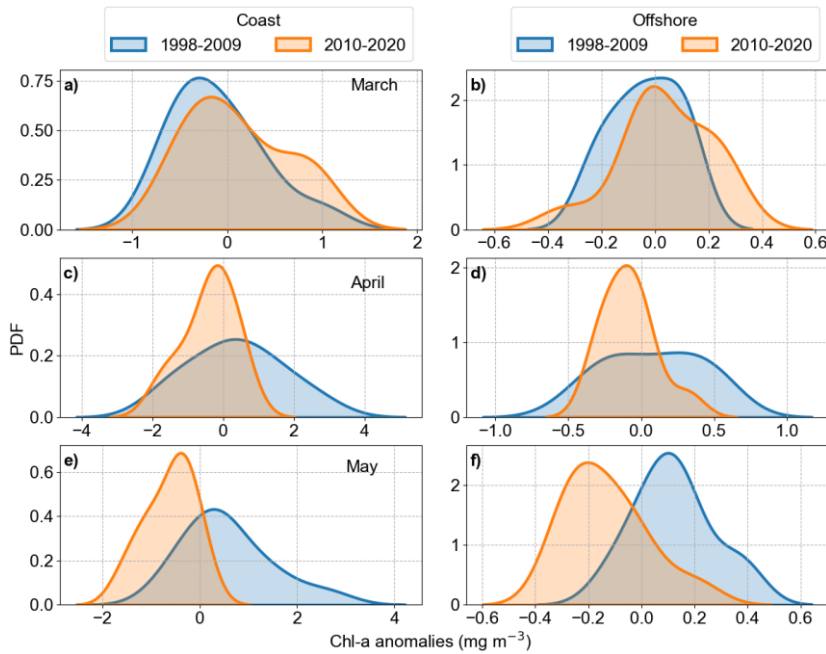 Coast
1998-2009 2010-2020
Offshore
1998-2009 2010-2020
a) March
0.75
0.50
0.25
0.00
−1 0 1 2
b)
2
1
0
−0.6 −0.4 −0.2 0.0 0.2 0.4 0.6
c) April
0.4
0.2
0.0
−4 −2 0 2 4
d)
2
1
0
−1.0 −0.5 0.0 0.5 1.0
PDF
e) May
0.6
0.4
0.2
0.0
−2 0 2 4
f)
2
1
0
−0.6 −0.4 −0.2 0.0 0.2 0.4 0.6
Chl-a anomalies (mg m⁻³)